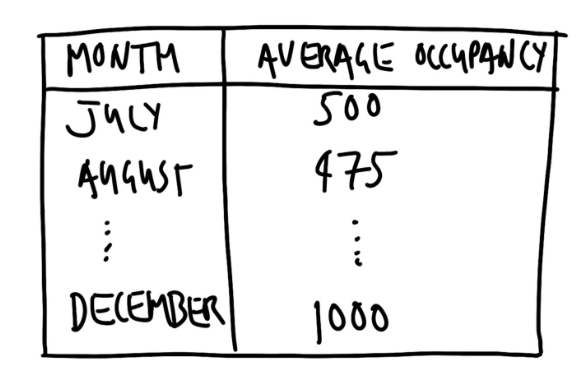 MONTH AVERAGE OCCUPANCY
JULY 500
AUGUST 475
⋮ ⋮
DECEMBER 1000